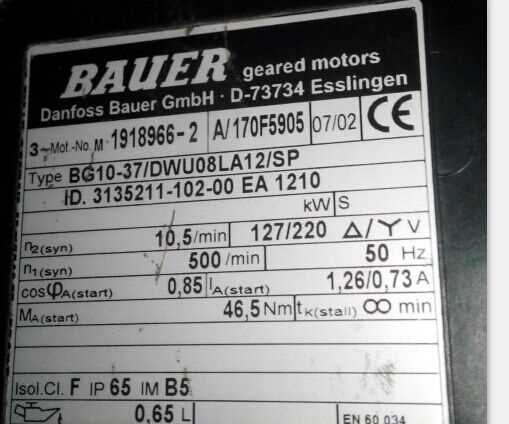 BAUER geared motors
Danfoss Bauer GmbH · D-73734 Esslingen
3~Mot.-No. M 1918966-2 A/170F5905 07/02 CE
Type BG10-37/DWU08LA12/SP
ID. 3135211-102-00 EA 1210
kW S
n2(syn) 10,5/min 127/220 Δ/Y V
n1(syn) 500/min 50 Hz
cosφA(start) 0,85 IA(start) 1,26/0,73 A
MA(start) 46,5 Nm tK(stall) ∞ min
Isol.Cl. F IP 65 IM B5
0,65 L EN 60 034